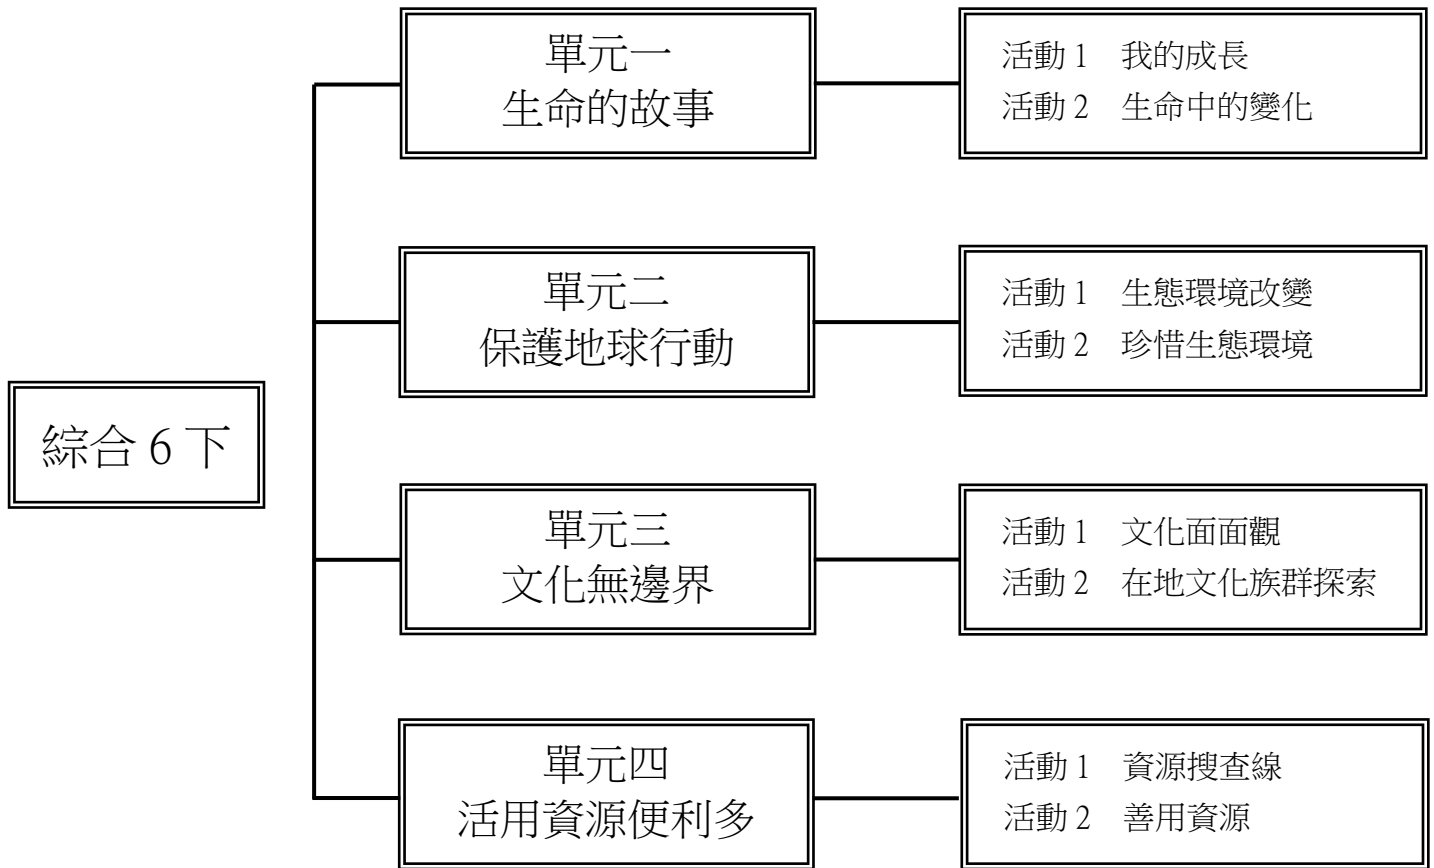 綜合 6 下
單元一
生命的故事
活動 1 我的成長
活動 2 生命中的變化
單元二
保護地球行動
活動 1 生態環境改變
活動 2 珍惜生態環境
單元三
文化無邊界
活動 1 文化面面觀
活動 2 在地文化族群探索
單元四
活用資源便利多
活動 1 資源搜查線
活動 2 善用資源